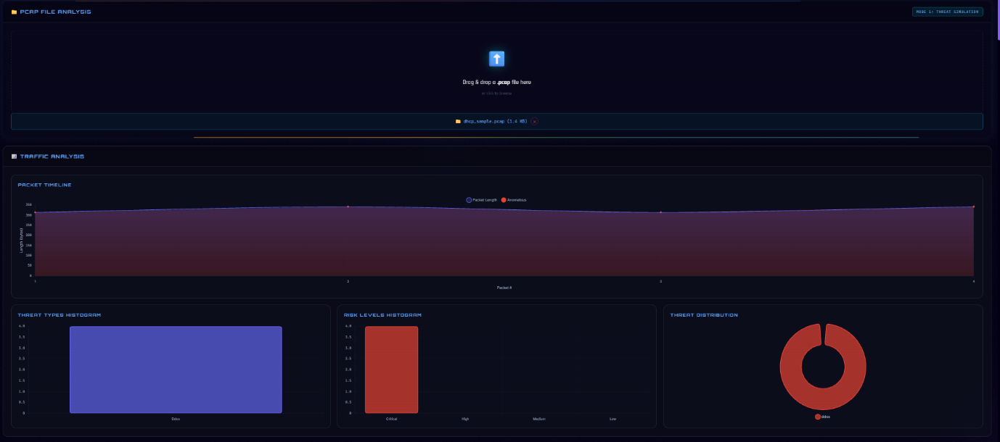 PCAP FILE ANALYSIS
MODE 1: THREAT SIMULATION
Drag & drop a .pcap file here
or click to browse
dhcp_sample.pcap (1.4 KB)
TRAFFIC ANALYSIS
PACKET TIMELINE
Packet Length Anomalous
Length (bytes)
350
300
250
200
150
100
50
0
1 2 3 4
Packet #
THREAT TYPES HISTOGRAM
4.0
3.5
3.0
2.5
2.0
1.5
1.0
0.5
0
Ddos
RISK LEVELS HISTOGRAM
4.0
3.5
3.0
2.5
2.0
1.5
1.0
0.5
0
Critical High Medium Low
THREAT DISTRIBUTION
ddos